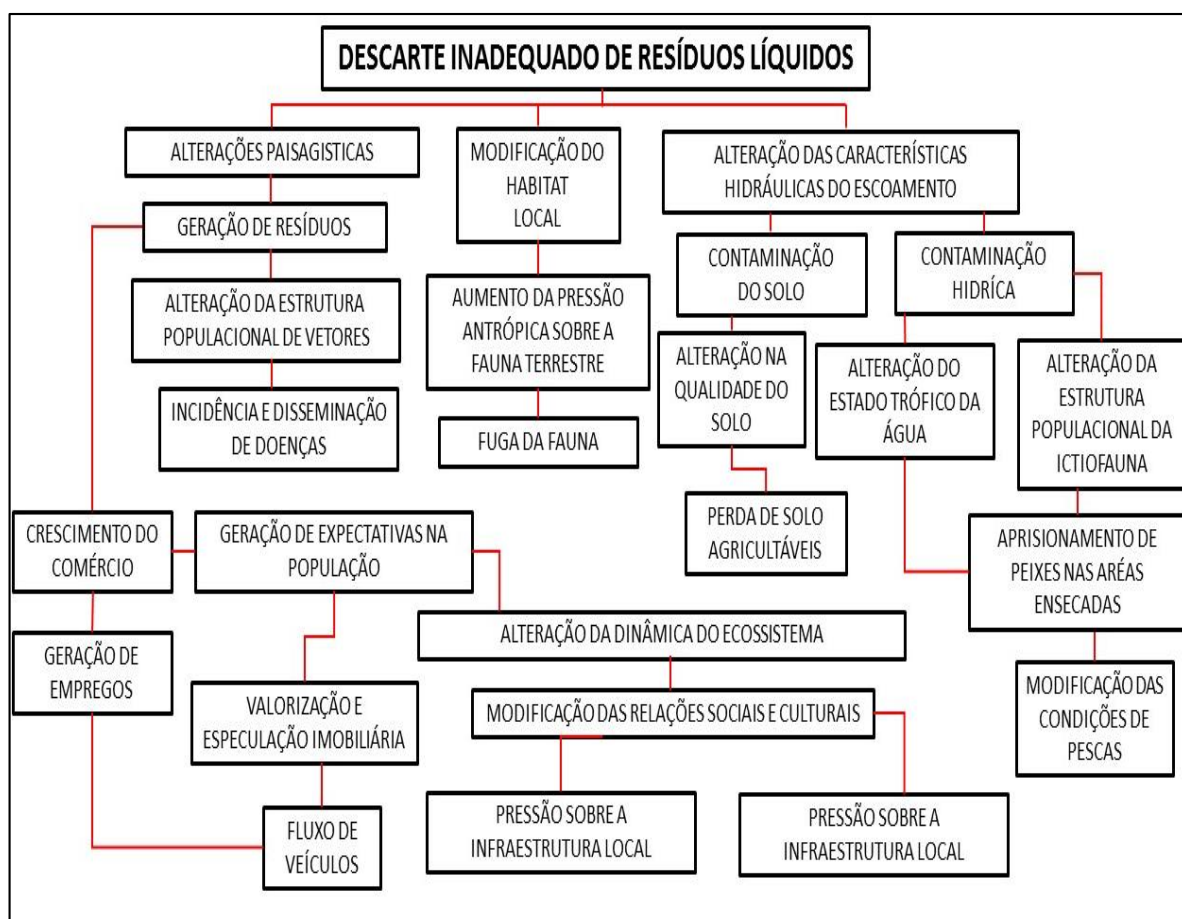 DESCARTE INADEQUADO DE RESÍDUOS LÍQUIDOS
ALTERAÇÕES PAISAGISTICAS
MODIFICAÇÃO DO
HABITAT
LOCAL
ALTERAÇÃO DAS CARACTERÍSTICAS
HIDRÁULICAS DO ESCOAMENTO
GERAÇÃO DE RESÍDUOS
CONTAMINAÇÃO
DO SOLO
CONTAMINAÇÃO
HIDRÍCA
ALTERAÇÃO DA ESTRUTURA
POPULACIONAL DE VETORES
AUMENTO DA PRESSÃO
ANTRÓPICA SOBRE A
FAUNA TERRESTRE
ALTERAÇÃO NA
QUALIDADE DO
SOLO
ALTERAÇÃO DO
ESTADO TRÓFICO DA
ÁGUA
ALTERAÇÃO DA
ESTRUTURA
POPULACIONAL DA
ICTIOFAUNA
INCIDÊNCIA E DISSEMINAÇÃO
DE DOENÇAS
FUGA DA FAUNA
PERDA DE SOLO
AGRICULTÁVEIS
CRESCIMENTO DO
COMÉRCIO
GERAÇÃO DE EXPECTATIVAS NA
POPULAÇÃO
APRISIONAMENTO DE
PEIXES NAS ARÉAS
ENSECADAS
ALTERAÇÃO DA DINÂMICA DO ECOSSISTEMA
GERAÇÃO DE
EMPREGOS
VALORIZAÇÃO E
ESPECULAÇÃO IMOBILIÁRIA
MODIFICAÇÃO DAS RELAÇÕES SOCIAIS E CULTURAIS
MODIFICAÇÃO DAS
CONDIÇÕES DE
PESCAS
FLUXO DE
VEÍCULOS
PRESSÃO SOBRE A
INFRAESTRUTURA LOCAL
PRESSÃO SOBRE A
INFRAESTRUTURA LOCAL